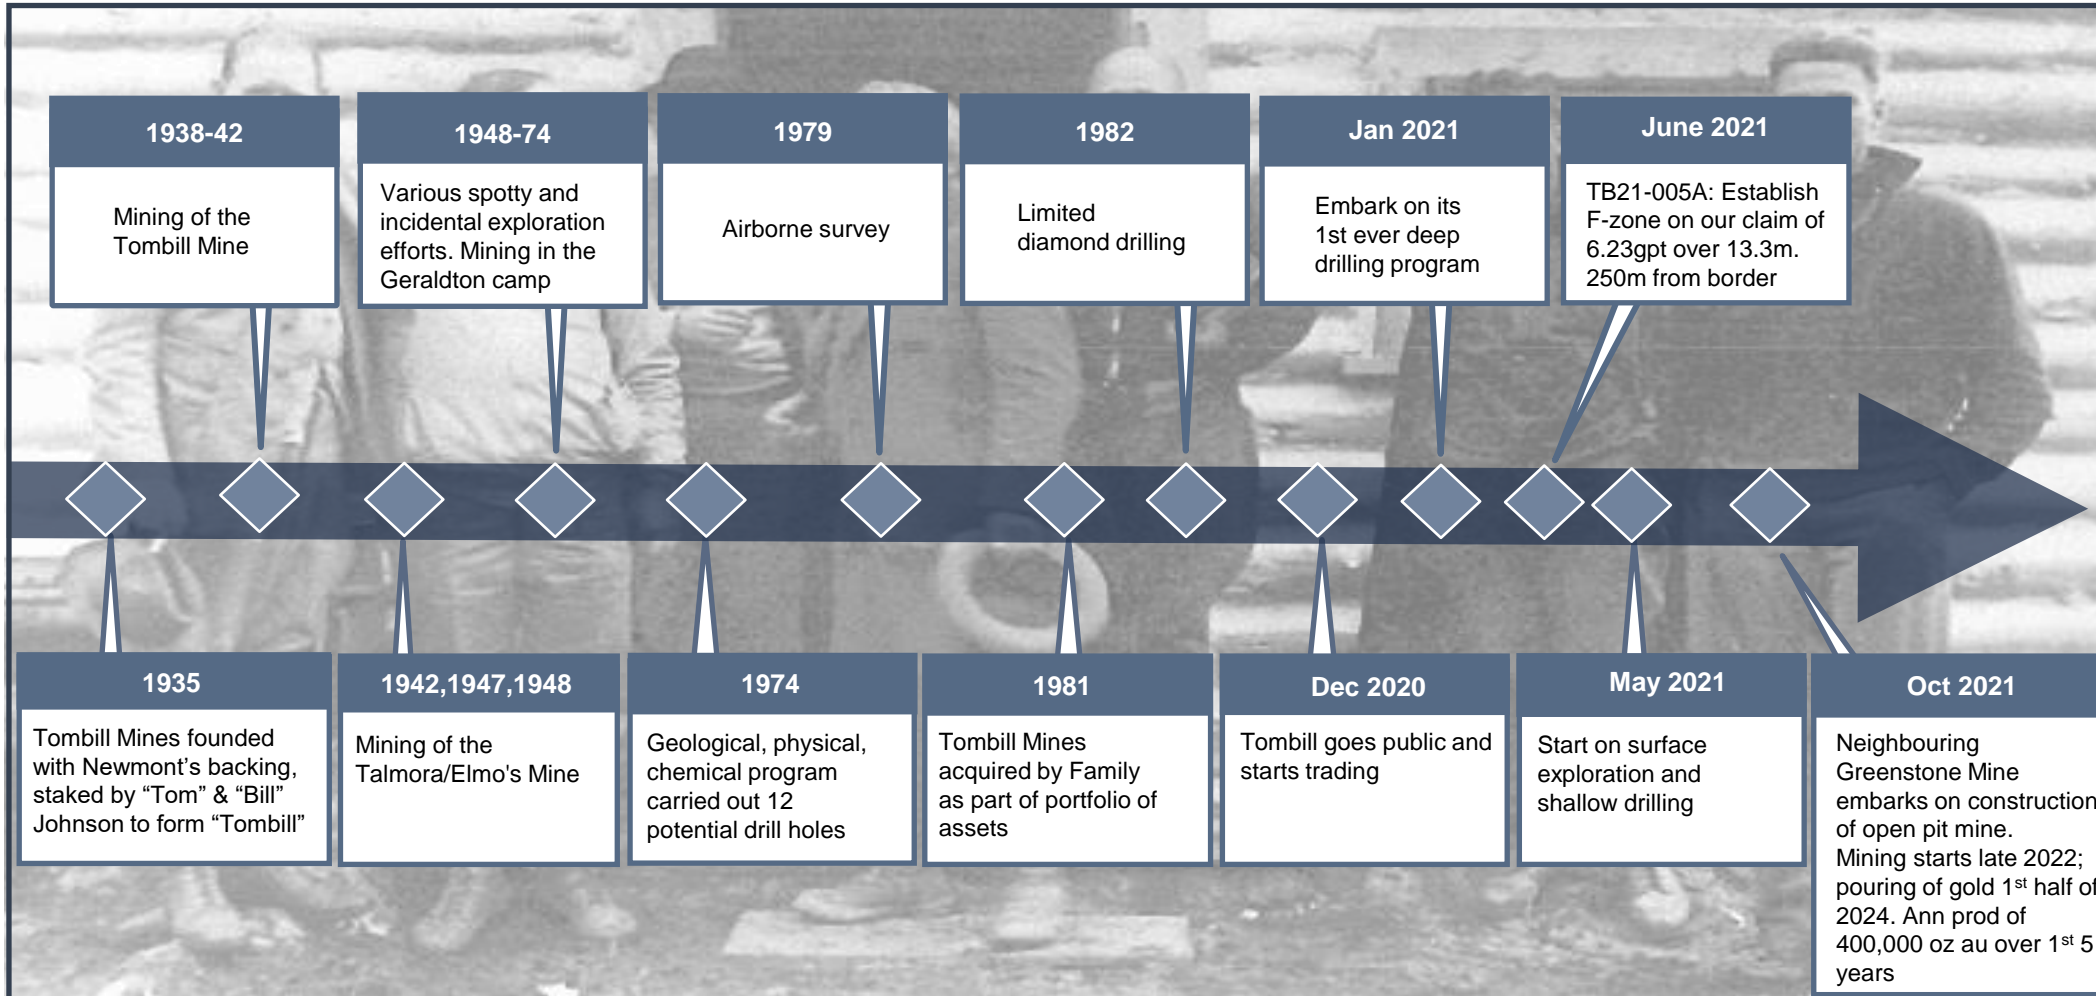 1938-42
Mining of the
Tombill Mine
1948-74
Various spotty and
incidental exploration
efforts. Mining in the
Geraldton camp
1979
Airborne survey
1982
Limited
diamond drilling
Jan 2021
Embark on its
1st ever deep
drilling program
June 2021
TB21-005A: Establish
F-zone on our claim of
6.23gpt over 13.3m.
250m from border
1935
Tombill Mines founded
with Newmont’s backing,
staked by “Tom” & “Bill”
Johnson to form “Tombill”
1942,1947,1948
Mining of the
Talmora/Elmo's Mine
1974
Geological, physical,
chemical program
carried out 12
potential drill holes
1981
Tombill Mines
acquired by Family
as part of portfolio of
assets
Dec 2020
Tombill goes public and
starts trading
May 2021
Start on surface
exploration and
shallow drilling
Oct 2021
Neighbouring
Greenstone Mine
embarks on construction
of open pit mine.
Mining starts late 2022;
pouring of gold 1st half of
2024. Ann prod of
400,000 oz au over 1st 5
years